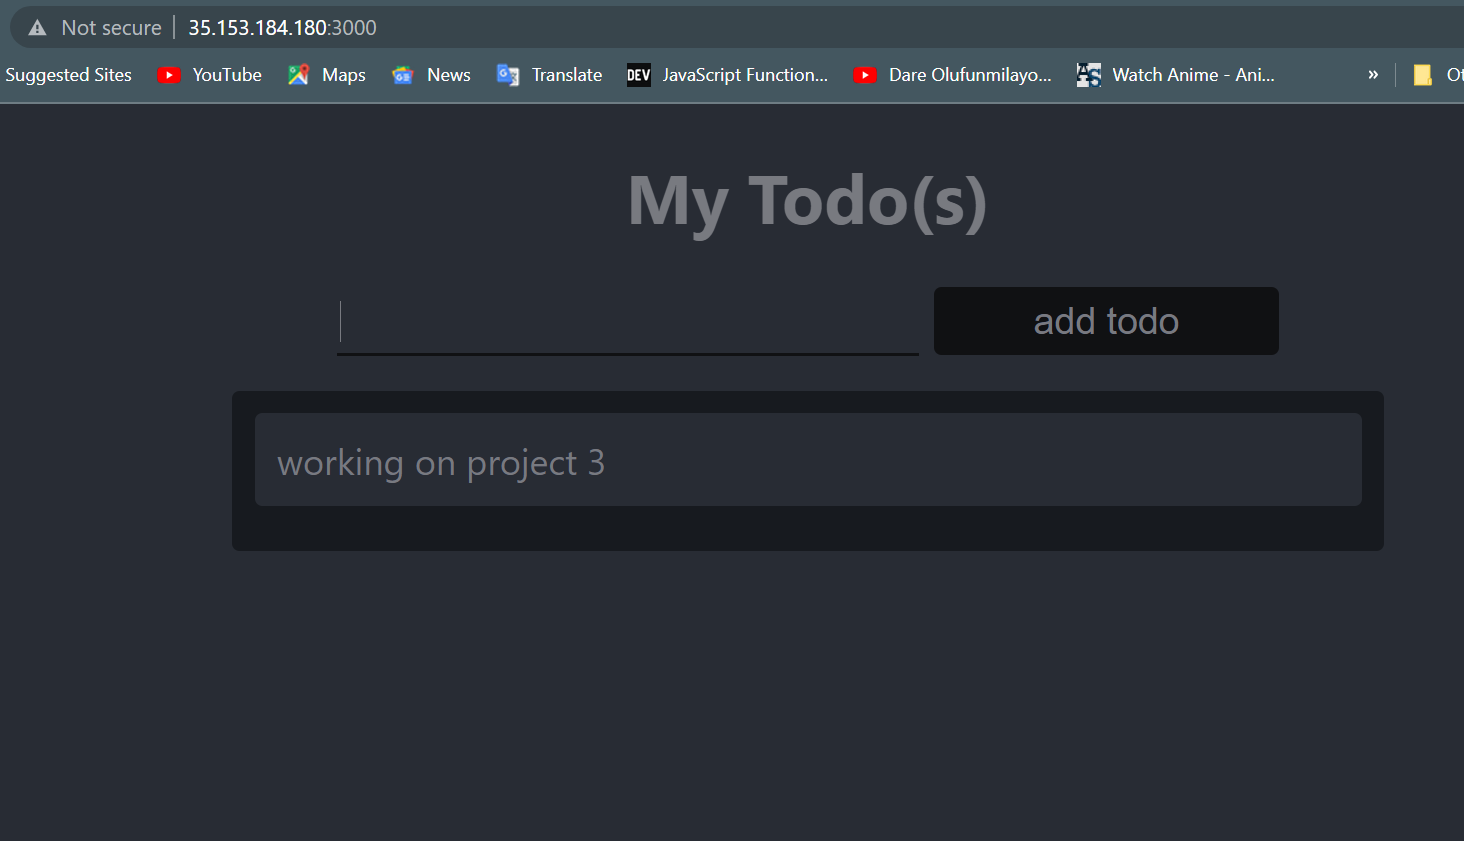 Not secure | 35.153.184.180:3000
Suggested Sites YouTube Maps News Translate DEV JavaScript Function... Dare Olufunmilayo... AS Watch Anime - Ani... »
My Todo(s)
add todo
working on project 3